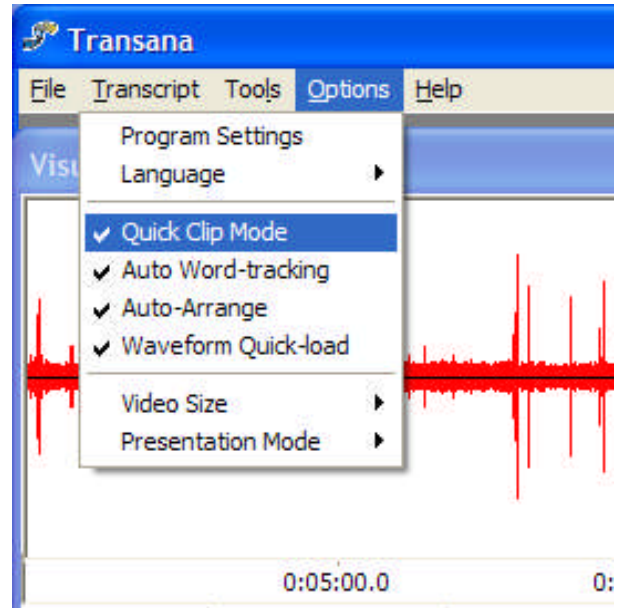 Transana
File Transcript Tools Options Help
Program Settings
Language
Quick Clip Mode
Auto Word-tracking
Auto-Arrange
Waveform Quick-load
Video Size
Presentation Mode
0:05:00.0